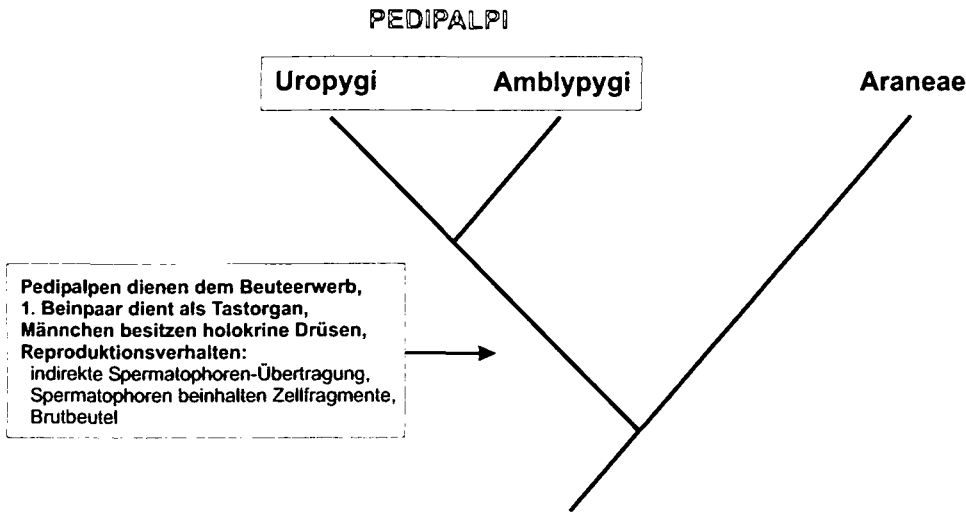 PEDIPALPI
Uropygi Amblypygi Araneae
Pedipalpen dienen dem Beuteerwerb,
1. Beinpaar dient als Tastorgan,
Männchen besitzen holokrine Drüsen,
Reproduktionsverhalten:
indirekte Spermatophoren-Übertragung,
Spermatophoren beinhalten Zellfragmente,
Brutbeutel